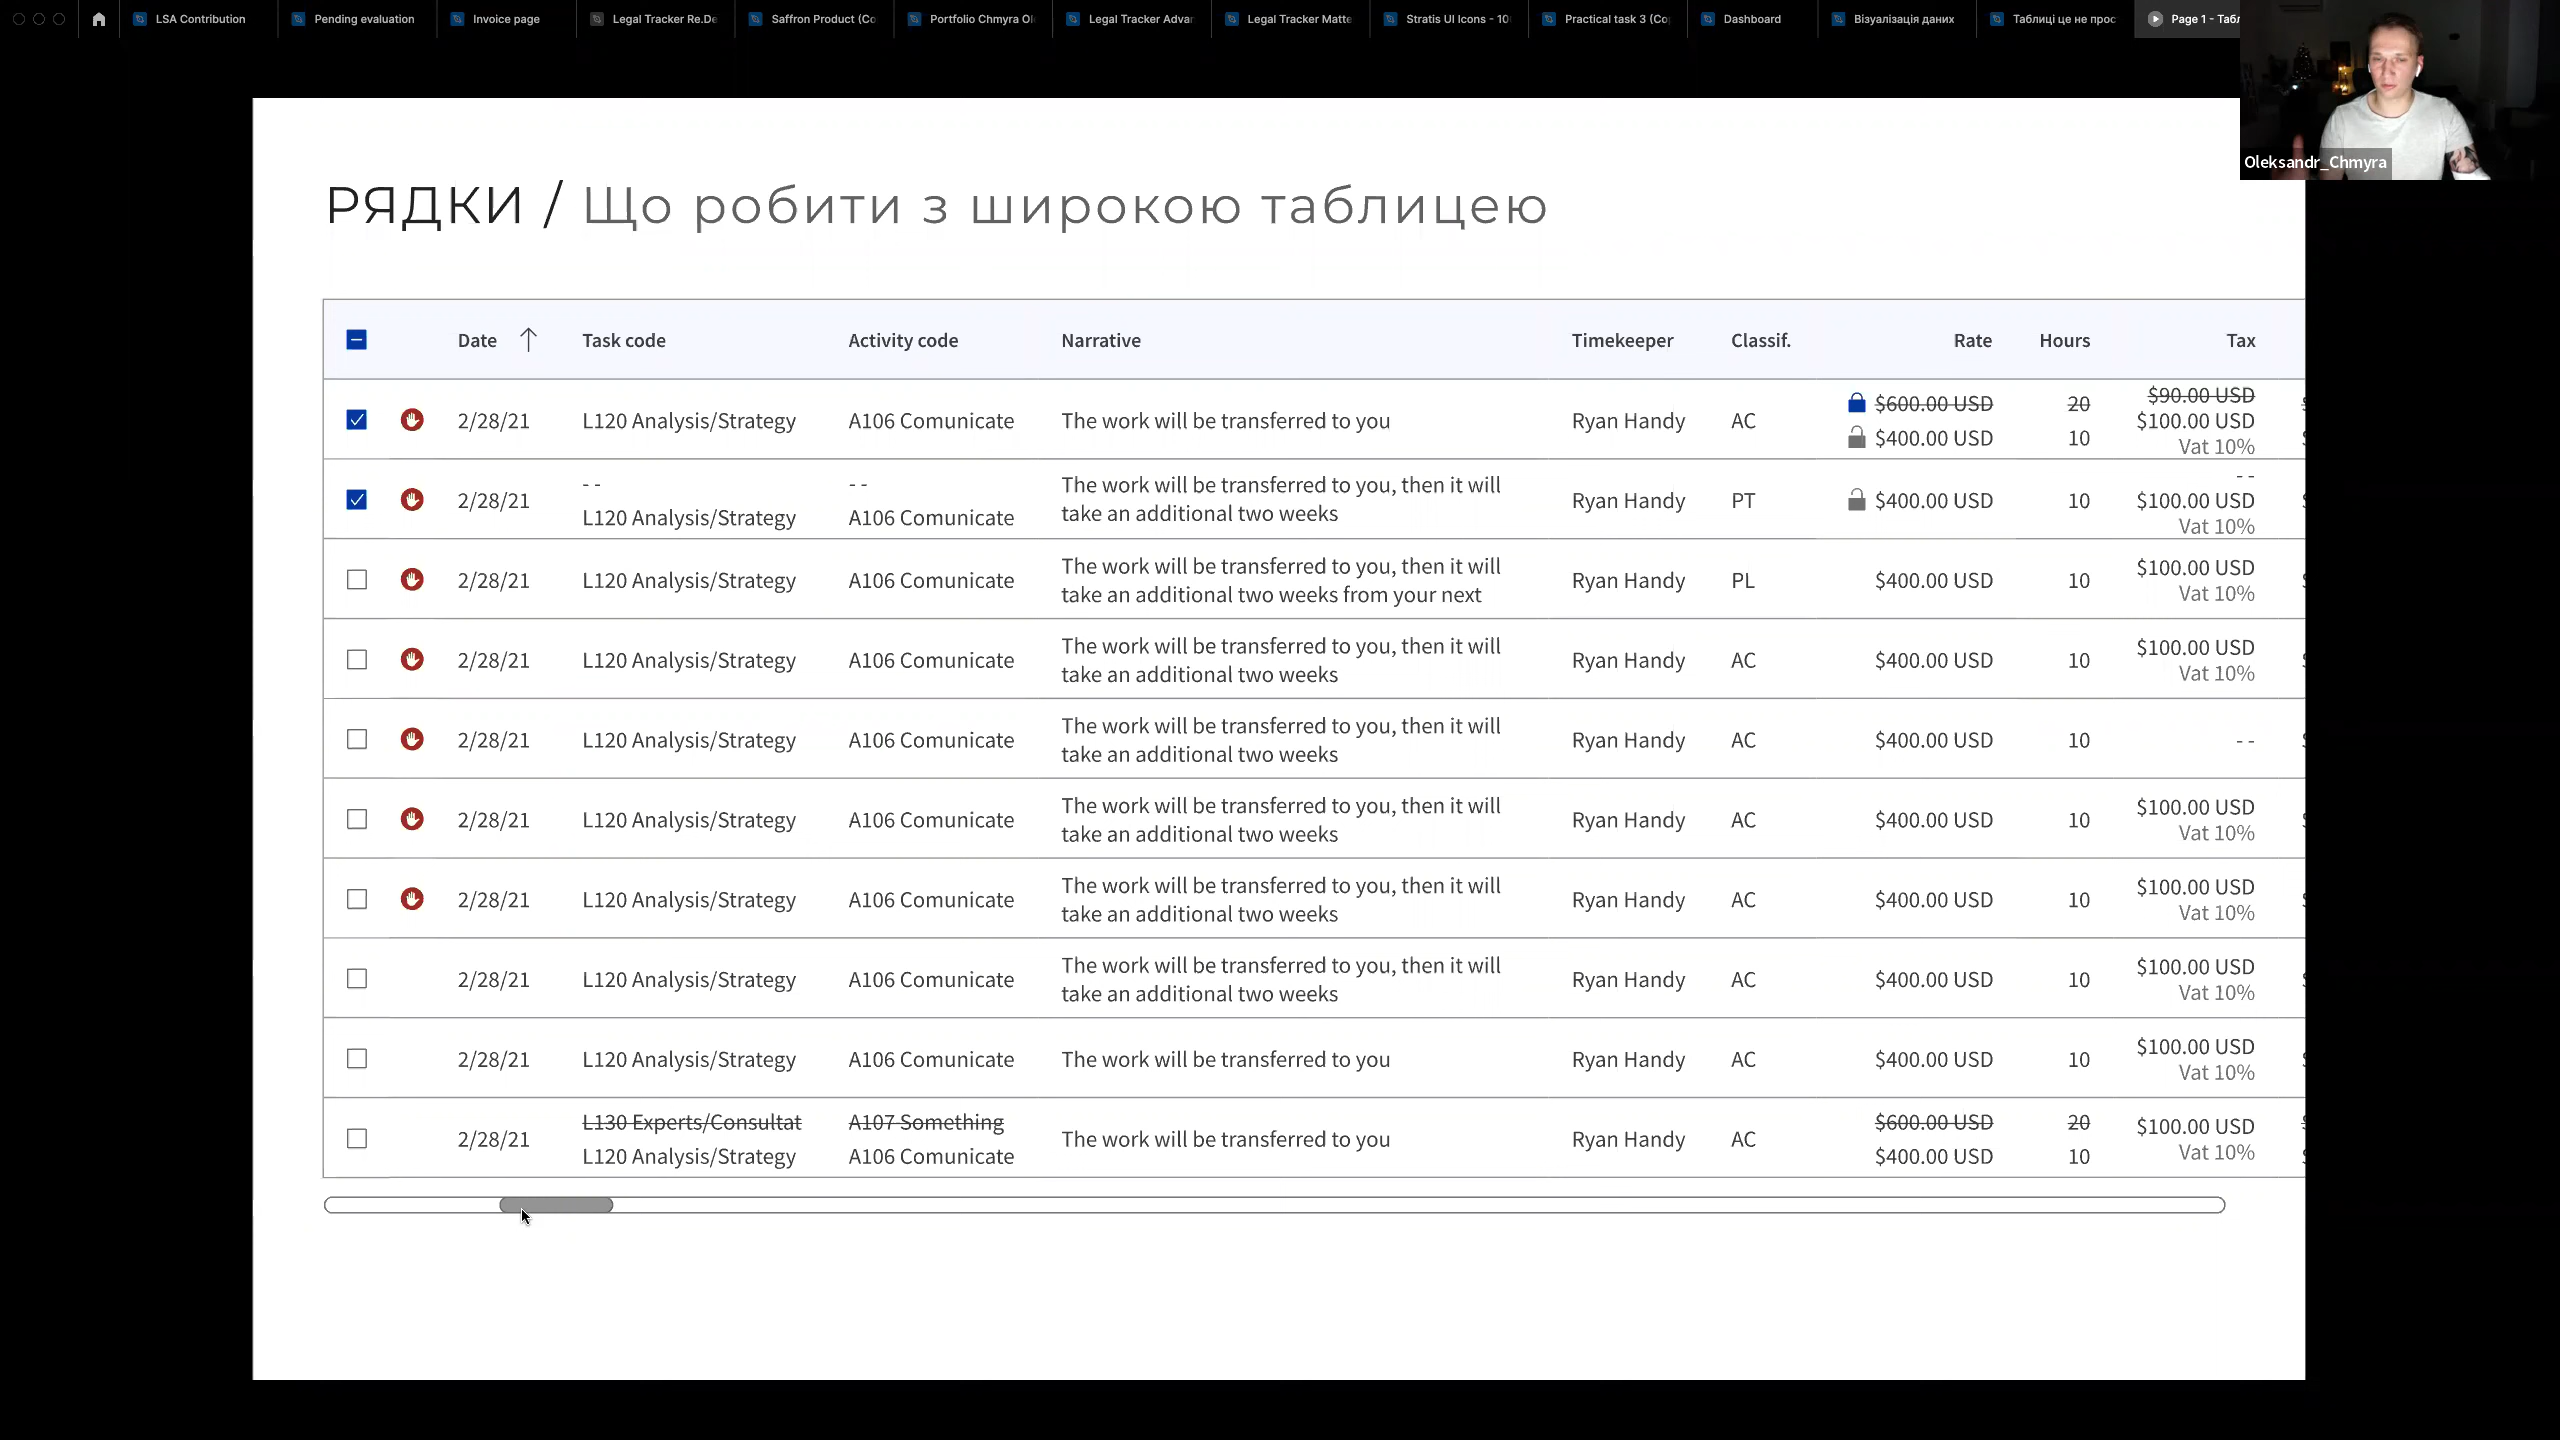 LSA Contribution
Pending evaluation
Invoice page
Legal Tracker Re.De
Saffron Product (Co
Portfolio Chmyra Ol
Legal Tracker Advar
Legal Tracker Matte
Stratis UI Icons - 10
Practical task 3 (Co
Dashboard
Візуалізація даних
Таблиці це не прос
Page 1 - Табл
Oleksandr_Chmyra
РЯДКИ / Що робити з широкою таблицею
Date Task code Activity code Narrative Timekeeper Classif. Rate Hours Tax
2/28/21 L120 Analysis/Strategy A106 Comunicate The work will be transferred to you Ryan Handy AC $600.00 USD 20 $90.00 USD
$400.00 USD 10 $100.00 USD
Vat 10%
2/28/21 -- -- The work will be transferred to you, then it will Ryan Handy PT $400.00 USD 10 --
L120 Analysis/Strategy A106 Comunicate take an additional two weeks $100.00 USD
Vat 10%
2/28/21 L120 Analysis/Strategy A106 Comunicate The work will be transferred to you, then it will Ryan Handy PL $400.00 USD 10 $100.00 USD
take an additional two weeks from your next Vat 10%
2/28/21 L120 Analysis/Strategy A106 Comunicate The work will be transferred to you, then it will Ryan Handy AC $400.00 USD 10 $100.00 USD
take an additional two weeks Vat 10%
2/28/21 L120 Analysis/Strategy A106 Comunicate The work will be transferred to you, then it will Ryan Handy AC $400.00 USD 10 --
take an additional two weeks
2/28/21 L120 Analysis/Strategy A106 Comunicate The work will be transferred to you, then it will Ryan Handy AC $400.00 USD 10 $100.00 USD
take an additional two weeks Vat 10%
2/28/21 L120 Analysis/Strategy A106 Comunicate The work will be transferred to you, then it will Ryan Handy AC $400.00 USD 10 $100.00 USD
take an additional two weeks Vat 10%
2/28/21 L120 Analysis/Strategy A106 Comunicate The work will be transferred to you, then it will Ryan Handy AC $400.00 USD 10 $100.00 USD
take an additional two weeks Vat 10%
2/28/21 L120 Analysis/Strategy A106 Comunicate The work will be transferred to you Ryan Handy AC $400.00 USD 10 $100.00 USD
Vat 10%
2/28/21 L130 Experts/Consultat A107 Something The work will be transferred to you Ryan Handy AC $600.00 USD 20 $100.00 USD
L120 Analysis/Strategy A106 Comunicate $400.00 USD 10 Vat 10%